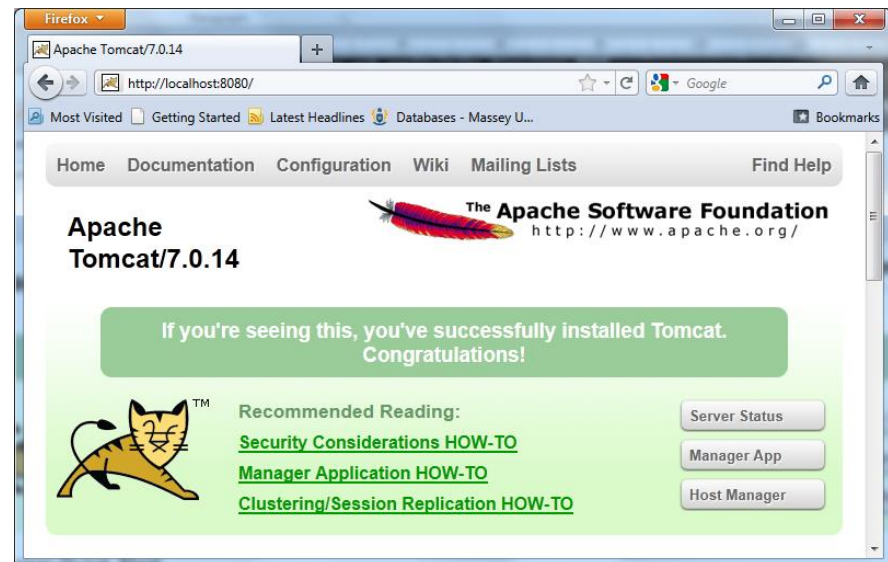 Firefox
Apache Tomcat/7.0.14
http://localhost:8080/
Google
Most Visited Getting Started Latest Headlines Databases - Massey U... Bookmarks
Home Documentation Configuration Wiki Mailing Lists Find Help
Apache
Tomcat/7.0.14
The Apache Software Foundation
http://www.apache.org/
If you're seeing this, you've successfully installed Tomcat.
Congratulations!
TM
Recommended Reading:
Security Considerations HOW-TO
Manager Application HOW-TO
Clustering/Session Replication HOW-TO
Server Status
Manager App
Host Manager